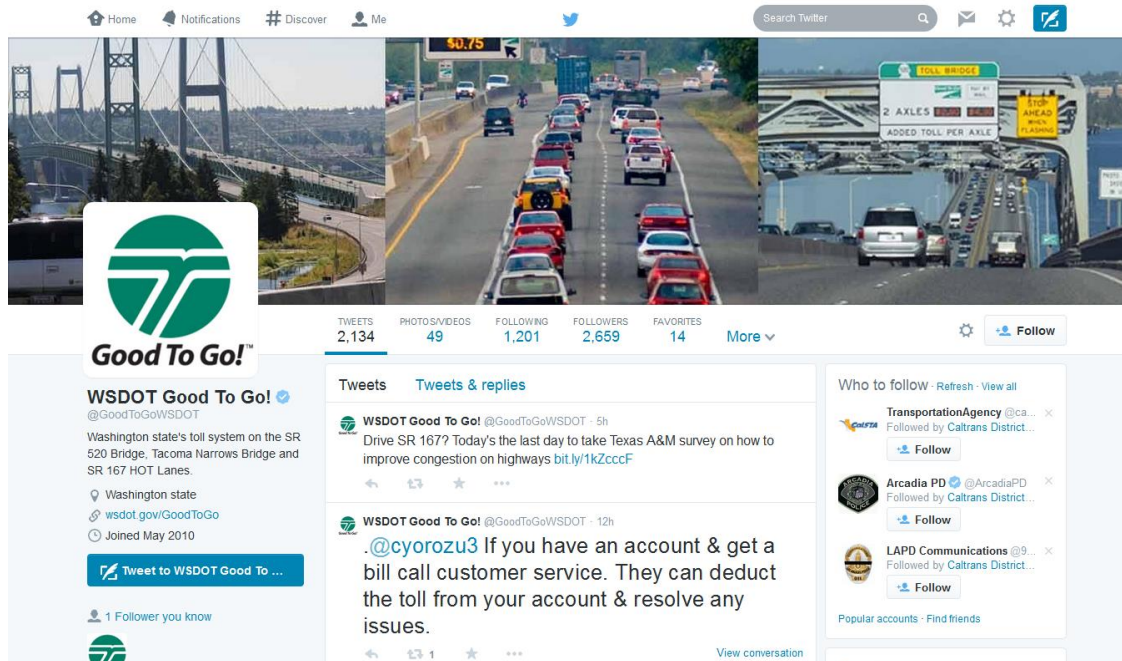 Home
Notifications
Discover
Me
Search Twitter
$0.75
TOLL BRIDGE
2 AXLES
ADDED TOLL PER AXLE
STOP
AHEAD
WHEN
FLASHING
Good To Go!™
TWEETS
2,134
PHOTOS/VIDEOS
49
FOLLOWING
1,201
FOLLOWERS
2,659
FAVORITES
14
More
Follow
WSDOT Good To Go!
@GoodToGoWSDOT
Washington state's toll system on the SR
520 Bridge, Tacoma Narrows Bridge and
SR 167 HOT Lanes.
Washington state
wsdot.gov/GoodToGo
Joined May 2010
Tweet to WSDOT Good To ...
1 Follower you know
Tweets
Tweets & replies
WSDOT Good To Go! @GoodToGoWSDOT · 5h
Drive SR 167? Today's the last day to take Texas A&M survey on how to
improve congestion on highways bit.ly/1kZcccF
WSDOT Good To Go! @GoodToGoWSDOT · 12h
.@cyorozu3 If you have an account & get a
bill call customer service. They can deduct
the toll from your account & resolve any
issues.
1
View conversation
Who to follow · Refresh · View all
TransportationAgency @ca...
Followed by Caltrans District...
Follow
Arcadia PD @ArcadiaPD
Followed by Caltrans District...
Follow
LAPD Communications @9...
Followed by Caltrans District...
Follow
Popular accounts · Find friends